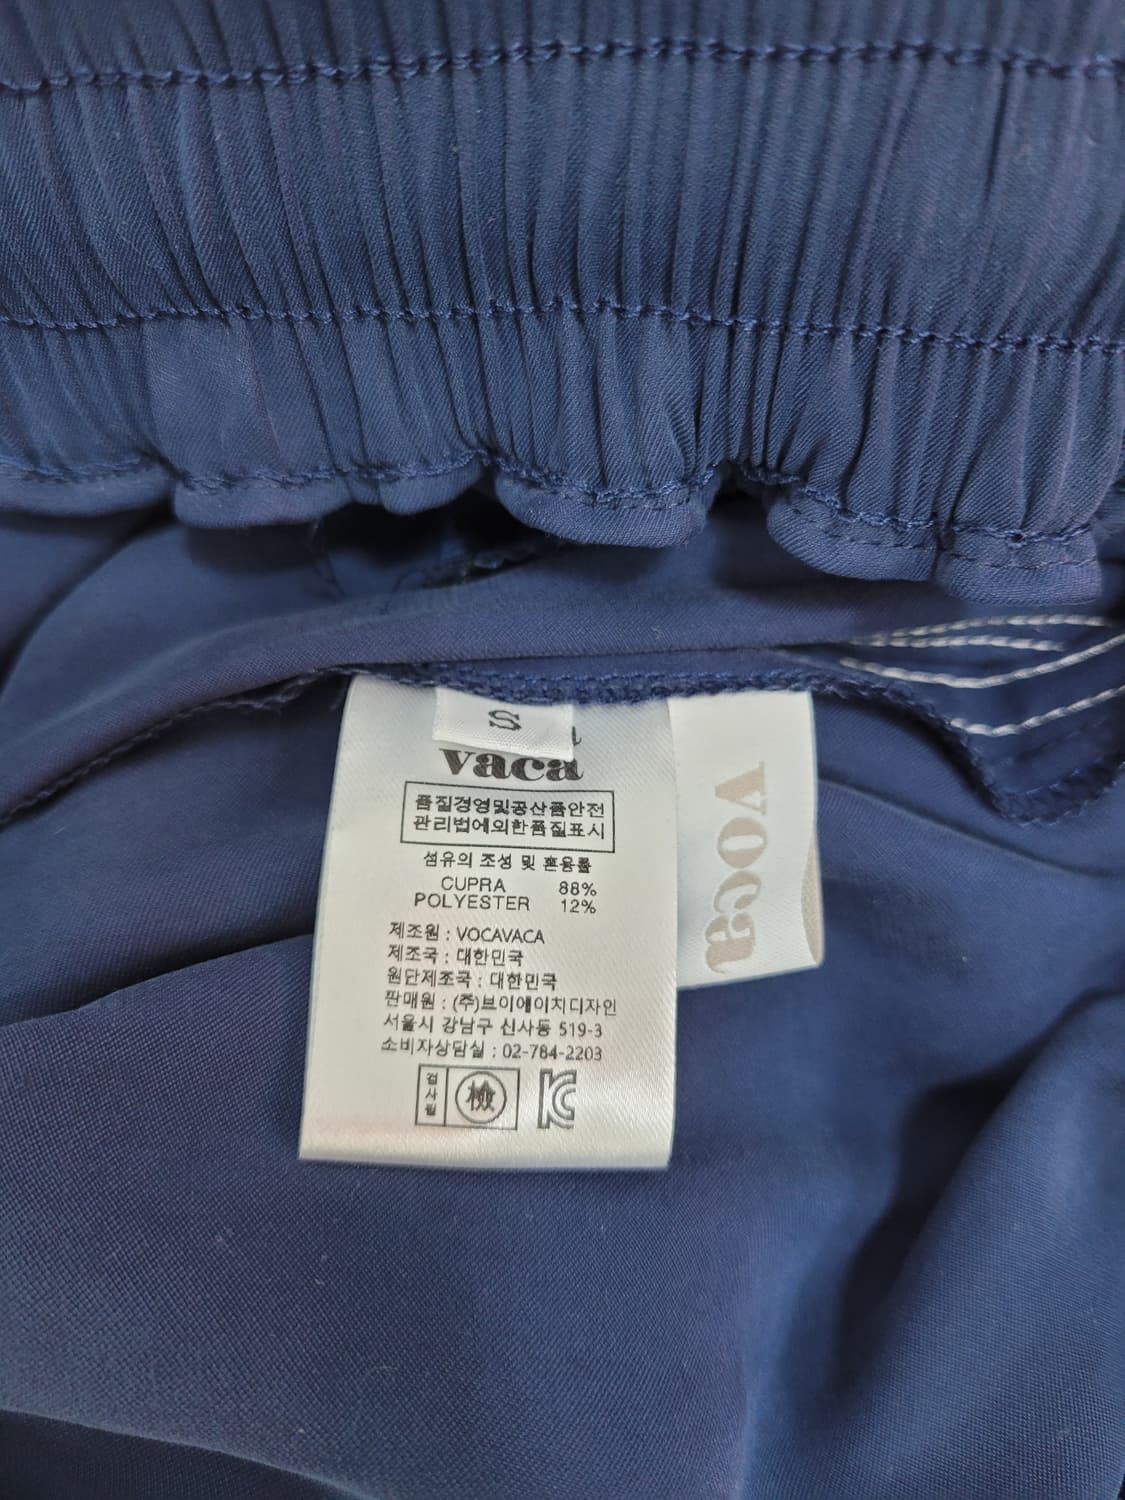 S
vaca
품질경영및공산품안전
관리법에의한품질표시
섬유의 조성 및 혼용률
CUPRA 88%
POLYESTER 12%
제조원 : VOCAVACA
제조국 : 대한민국
원단제조국 : 대한민국
판매원 : (주)브이에이치디자인
서울시 강남구 신사동 519-3
소비자상담실 : 02-784-2203
검사필 檢 KC
voca